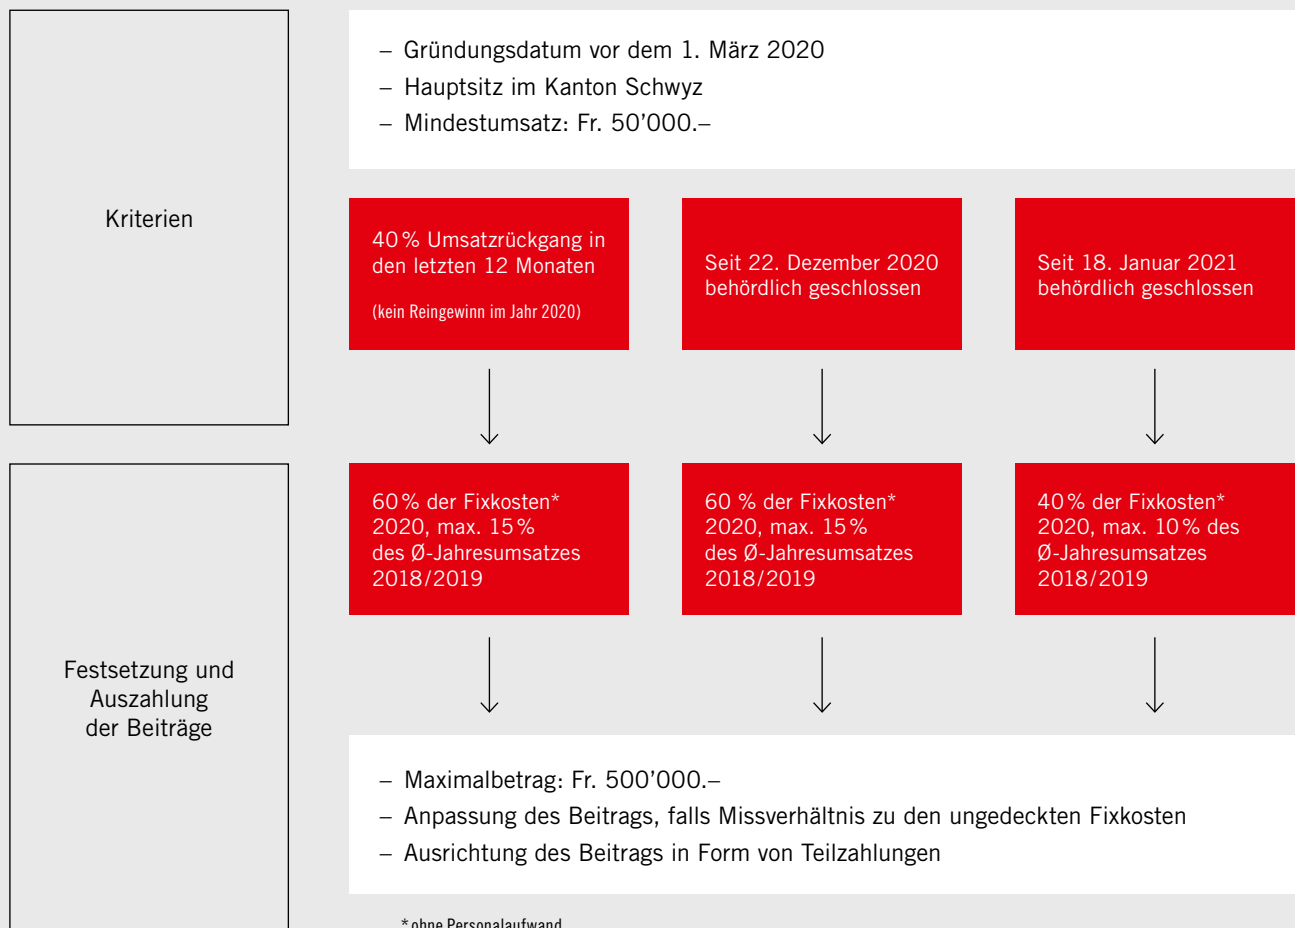 Kriterien
– Gründungsdatum vor dem 1. März 2020
– Hauptsitz im Kanton Schwyz
– Mindestumsatz: Fr. 50’000.–
40% Umsatzrückgang in
den letzten 12 Monaten
(kein Reingewinn im Jahr 2020)
Seit 22. Dezember 2020
behördlich geschlossen
Seit 18. Januar 2021
behördlich geschlossen
Festsetzung und
Auszahlung
der Beiträge
60% der Fixkosten*
2020, max. 15%
des Ø-Jahresumsatzes
2018/2019
60 % der Fixkosten*
2020, max. 15%
des Ø-Jahresumsatzes
2018/2019
40% der Fixkosten*
2020, max. 10% des
Ø-Jahresumsatzes
2018/2019
– Maximalbetrag: Fr. 500’000.–
– Anpassung des Beitrags, falls Missverhältnis zu den ungedeckten Fixkosten
– Ausrichtung des Beitrags in Form von Teilzahlungen
* ohne Personalaufwand